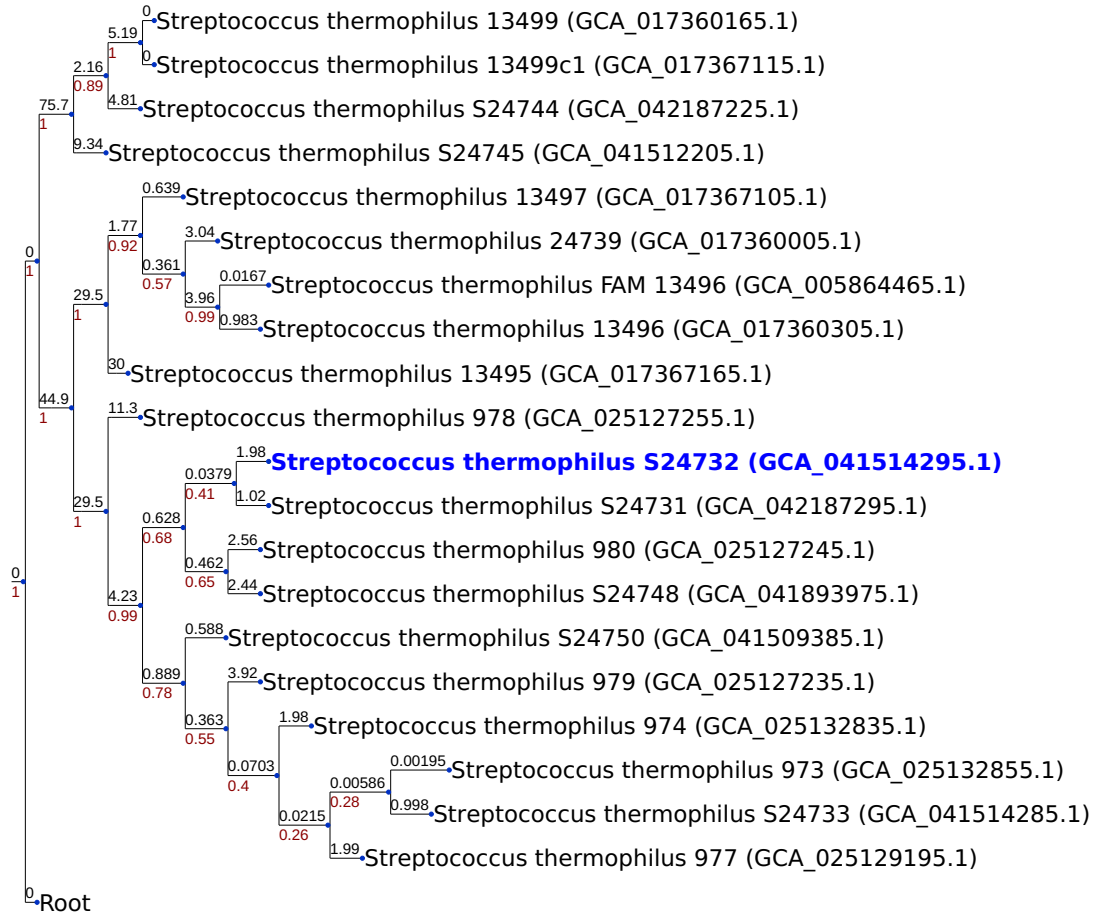 0
Streptococcus thermophilus 13499 (GCA_017360165.1)
5.19
1
0
Streptococcus thermophilus 13499c1 (GCA_017367115.1)
2.16
0.89
4.81
Streptococcus thermophilus S24744 (GCA_042187225.1)
75.7
1
9.34
Streptococcus thermophilus S24745 (GCA_041512205.1)
0.639
Streptococcus thermophilus 13497 (GCA_017367105.1)
1.77
0.92
3.04
Streptococcus thermophilus 24739 (GCA_017360005.1)
0
1
0.361
0.57
0.0167
Streptococcus thermophilus FAM 13496 (GCA_005864465.1)
29.5
1
3.96
0.99
0.983
Streptococcus thermophilus 13496 (GCA_017360305.1)
30
Streptococcus thermophilus 13495 (GCA_017367165.1)
44.9
1
11.3
Streptococcus thermophilus 978 (GCA_025127255.1)
1.98
Streptococcus thermophilus S24732 (GCA_041514295.1)
0.0379
0.41
29.5
1
1.02
Streptococcus thermophilus S24731 (GCA_042187295.1)
0.628
0.68
2.56
Streptococcus thermophilus 980 (GCA_025127245.1)
0.462
0.65
0
1
2.44
Streptococcus thermophilus S24748 (GCA_041893975.1)
4.23
0.99
0.588
Streptococcus thermophilus S24750 (GCA_041509385.1)
0.889
0.78
3.92
Streptococcus thermophilus 979 (GCA_025127235.1)
0.363
0.55
1.98
Streptococcus thermophilus 974 (GCA_025132835.1)
0.0703
0.4
0.00195
Streptococcus thermophilus 973 (GCA_025132855.1)
0.00586
0.28
0.998
Streptococcus thermophilus S24733 (GCA_041514285.1)
0.0215
0.26
1.99
Streptococcus thermophilus 977 (GCA_025129195.1)
0
Root